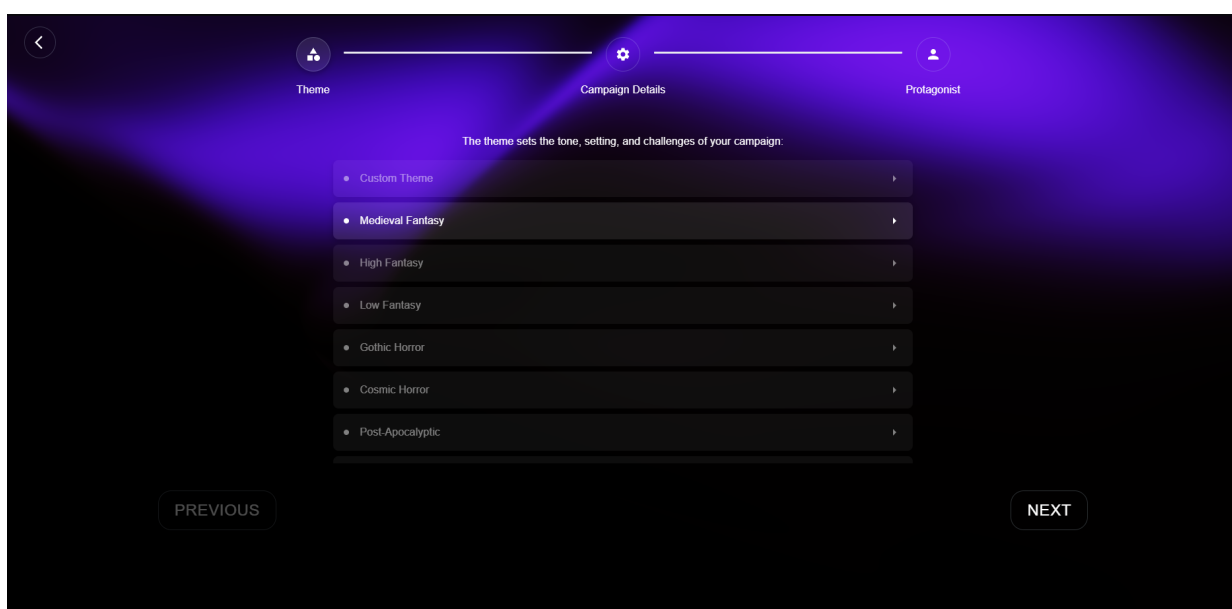 Theme
Campaign Details
Protagonist
The theme sets the tone, setting, and challenges of your campaign:
Custom Theme
Medieval Fantasy
High Fantasy
Low Fantasy
Gothic Horror
Cosmic Horror
Post-Apocalyptic
PREVIOUS
NEXT